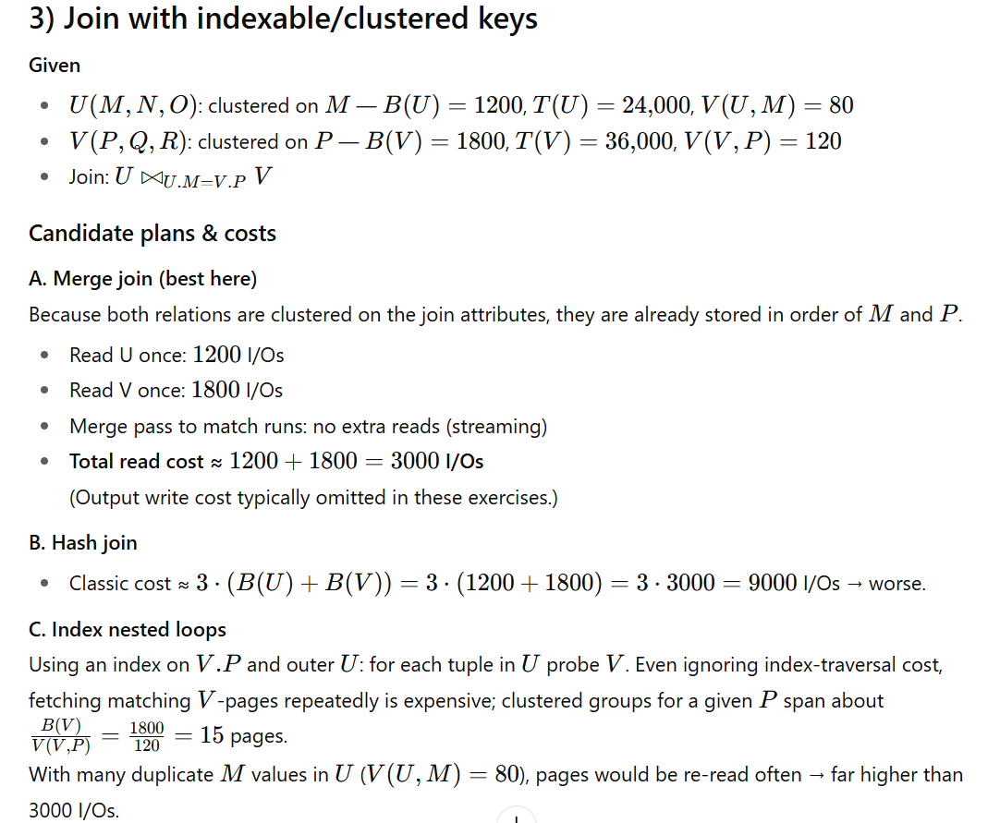 3) Join with indexable/clustered keys
Given
• U(M, N, O): clustered on M — B(U) = 1200, T(U) = 24,000, V(U, M) = 80
• V(P, Q, R): clustered on P — B(V) = 1800, T(V) = 36,000, V(V, P) = 120
• Join: U ⋈U.M=V.P V
Candidate plans & costs
A. Merge join (best here)
Because both relations are clustered on the join attributes, they are already stored in order of M and P.
• Read U once: 1200 I/Os
• Read V once: 1800 I/Os
• Merge pass to match runs: no extra reads (streaming)
• Total read cost ≈ 1200 + 1800 = 3000 I/Os
(Output write cost typically omitted in these exercises.)
B. Hash join
• Classic cost ≈ 3 · (B(U) + B(V)) = 3 · (1200 + 1800) = 3 · 3000 = 9000 I/Os → worse.
C. Index nested loops
Using an index on V.P and outer U: for each tuple in U probe V. Even ignoring index-traversal cost,
fetching matching V-pages repeatedly is expensive; clustered groups for a given P span about
B(V)/V(V,P) = 1800/120 = 15 pages.
With many duplicate M values in U (V(U, M) = 80), pages would be re-read often → far higher than
3000 I/Os.